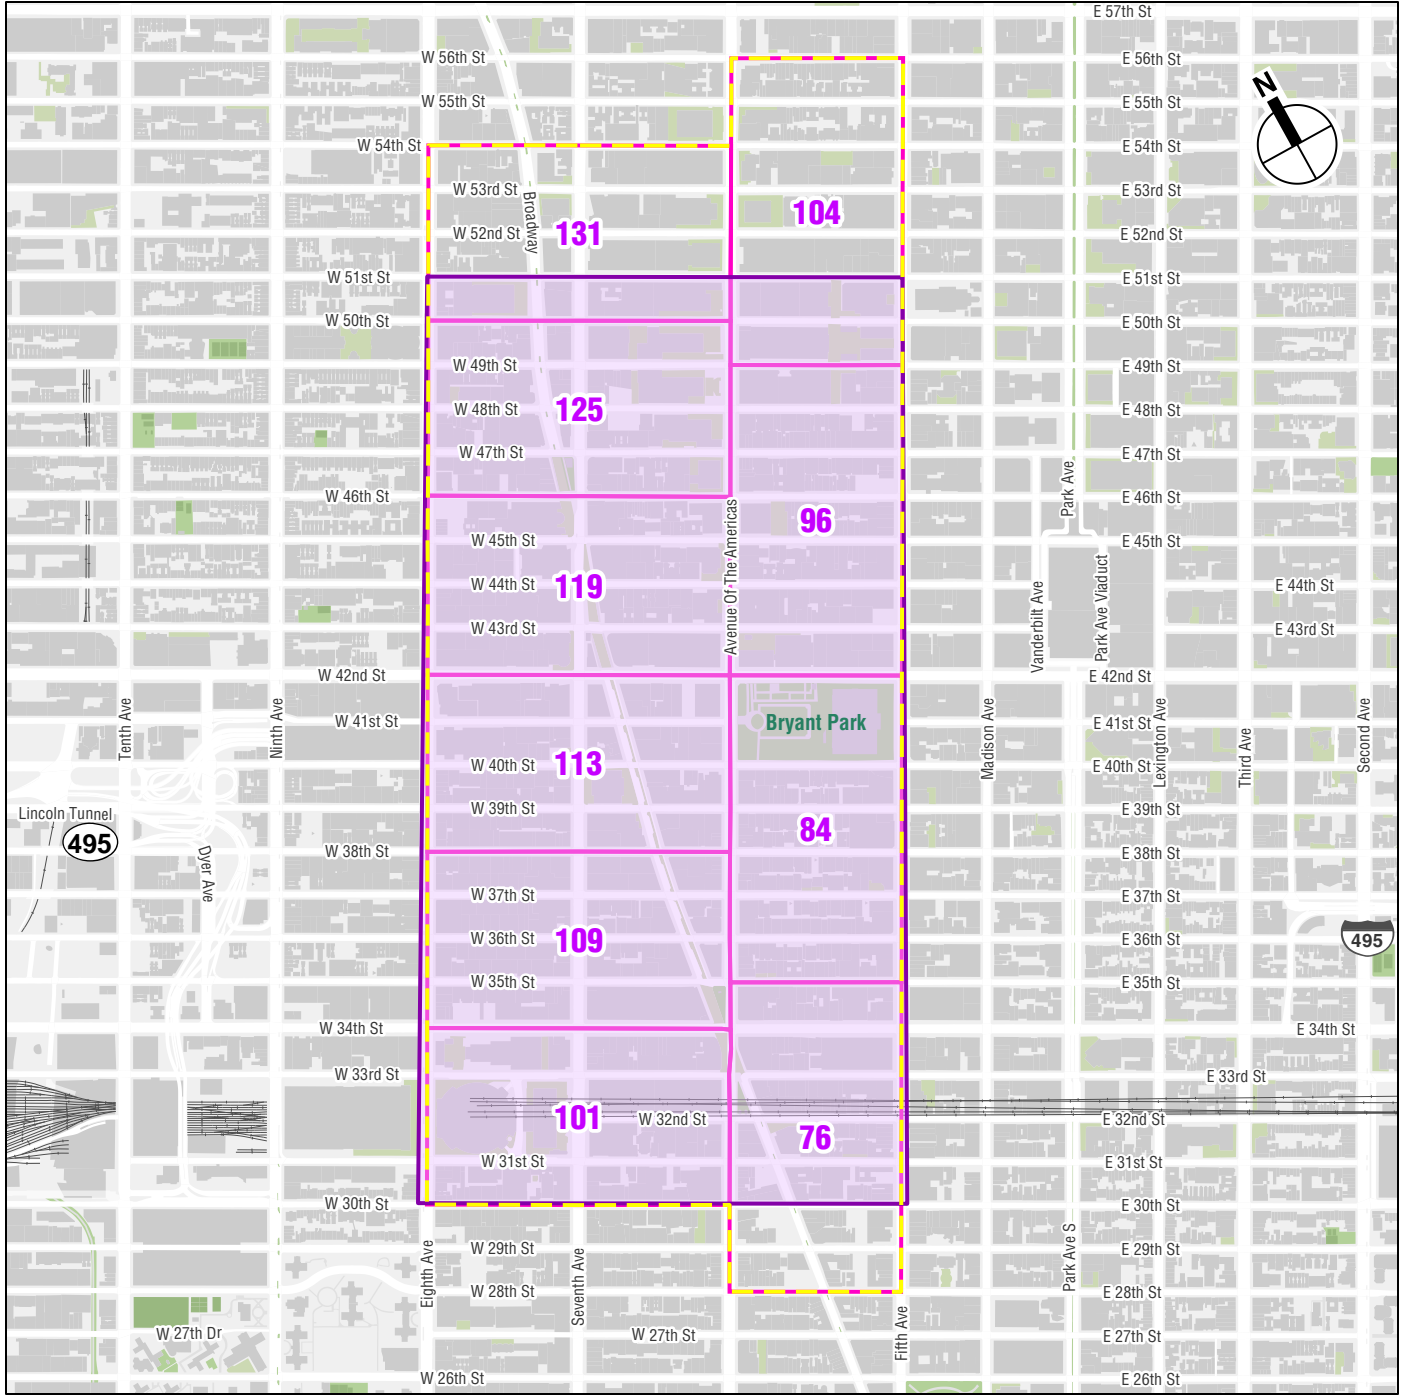 E 57th St
W 56th St
E 56th St
W 55th St
E 55th St
N
W 54th St
E 54th St
W 53rd St
E 53rd St
Broadway
104
131
W 52nd St
E 52nd St
W 51st St
E 51st St
W 50th St
E 50th St
W 49th St
E 49th St
125
W 48th St
E 48th St
W 47th St
E 47th St
Park Ave
W 46th St
E 46th St
96
Avenue Of The Americas
W 45th St
E 45th St
119
W 44th St
E 44th St
Vanderbilt Ave
Park Ave Viaduct
W 43rd St
E 43rd St
W 42nd St
E 42nd St
Tenth Ave
Ninth Ave
W 41st St
Bryant Park
Madison Ave
E 41st St
Lexington Ave
Third Ave
Second Ave
W 40th St
113
E 40th St
Lincoln Tunnel
W 39th St
E 39th St
495
84
Dyer Ave
W 38th St
E 38th St
W 37th St
E 37th St
W 36th St
109
E 36th St
495
W 35th St
E 35th St
W 34th St
E 34th St
W 33rd St
E 33rd St
101
W 32nd St
76
E 32nd St
W 31st St
E 31st St
W 30th St
E 30th St
Eighth Ave
Seventh Ave
Park Ave S
W 29th St
E 29th St
W 28th St
E 28th St
Fifth Ave
W 27th Dr
W 27th St
E 27th St
W 26th St
E 26th St